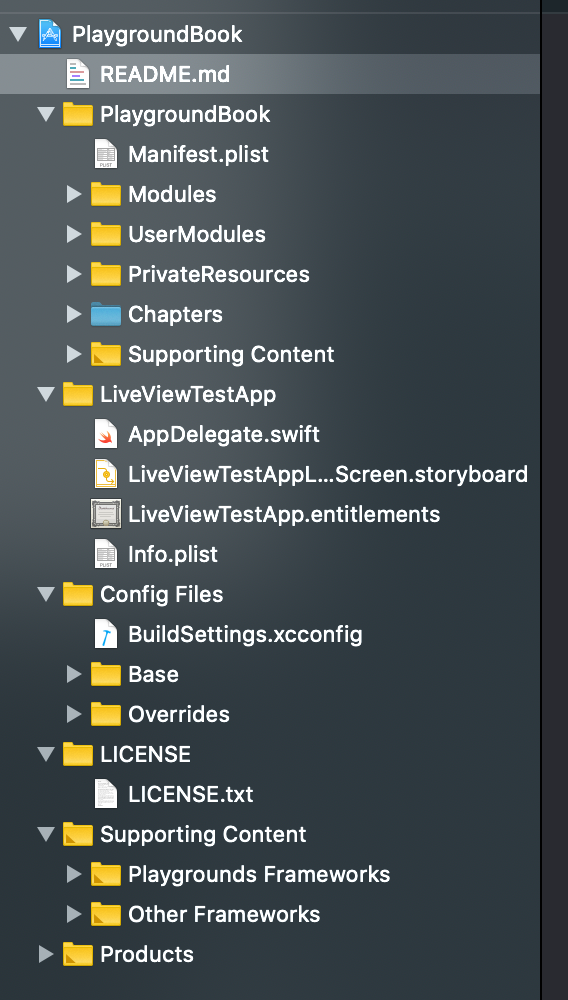 PlaygroundBook
README.md
PlaygroundBook
Manifest.plist
Modules
UserModules
PrivateResources
Chapters
Supporting Content
LiveViewTestApp
AppDelegate.swift
LiveViewTestAppL...Screen.storyboard
LiveViewTestApp.entitlements
Info.plist
Config Files
BuildSettings.xcconfig
Base
Overrides
LICENSE
LICENSE.txt
Supporting Content
Playgrounds Frameworks
Other Frameworks
Products